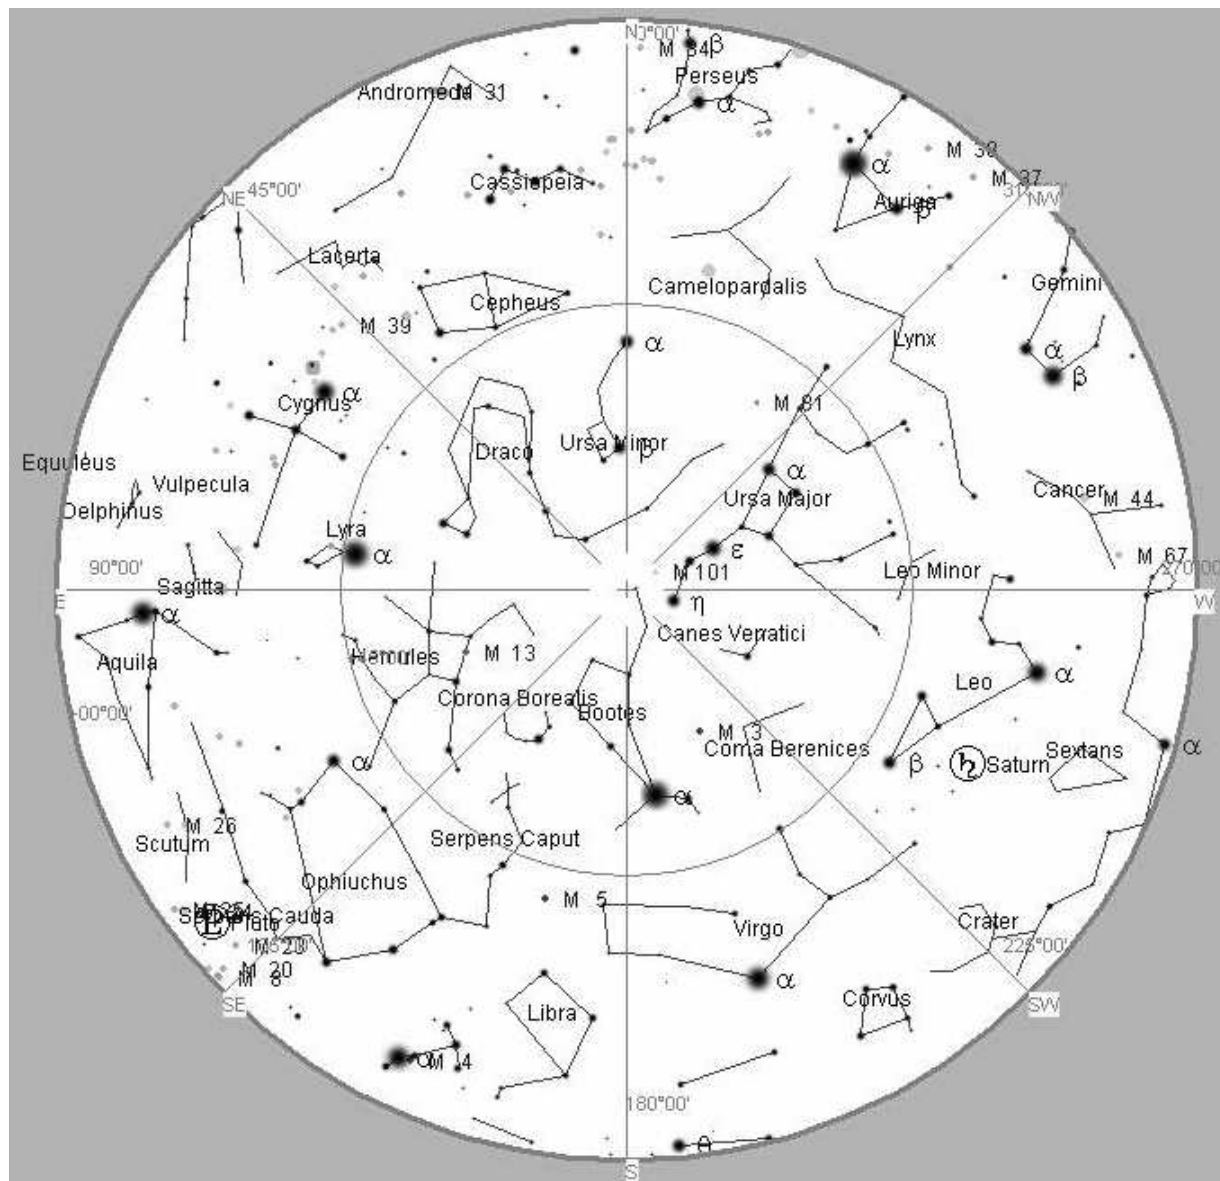 N
β
M 34
Perseus
Andromeda
M 31
α
M 38
α
M 37
Cassiopeia
NE
45°00'
NW
Auriga
β
Lacerta
Gemini
Camelopardalis
Cepheus
M 39
Lynx
α
α
β
α
Cygnus
M 81
Ursa Minor
β
Draco
Equuleus
α
Vulpecula
Ursa Major
Cancer
M 44
Delphinus
Lyra
α
ε
M 67
90°00'
M 101
Leo Minor
270°00'
Sagitta
E
W
α
η
Canes Venatici
Aquila
Hercules
M 13
Leo
α
Corona Borealis
Bootes
M 3
Coma Berenices
Sextans
α
α
β
♄
Saturn
α
M 26
Scutum
Serpens Caput
Ophiuchus
M 5
Crater
Virgo
Pluto
225°00'
M 23
M 20
M 8
α
SE
Corvus
SW
Libra
α
M 4
180°00'
θ
S